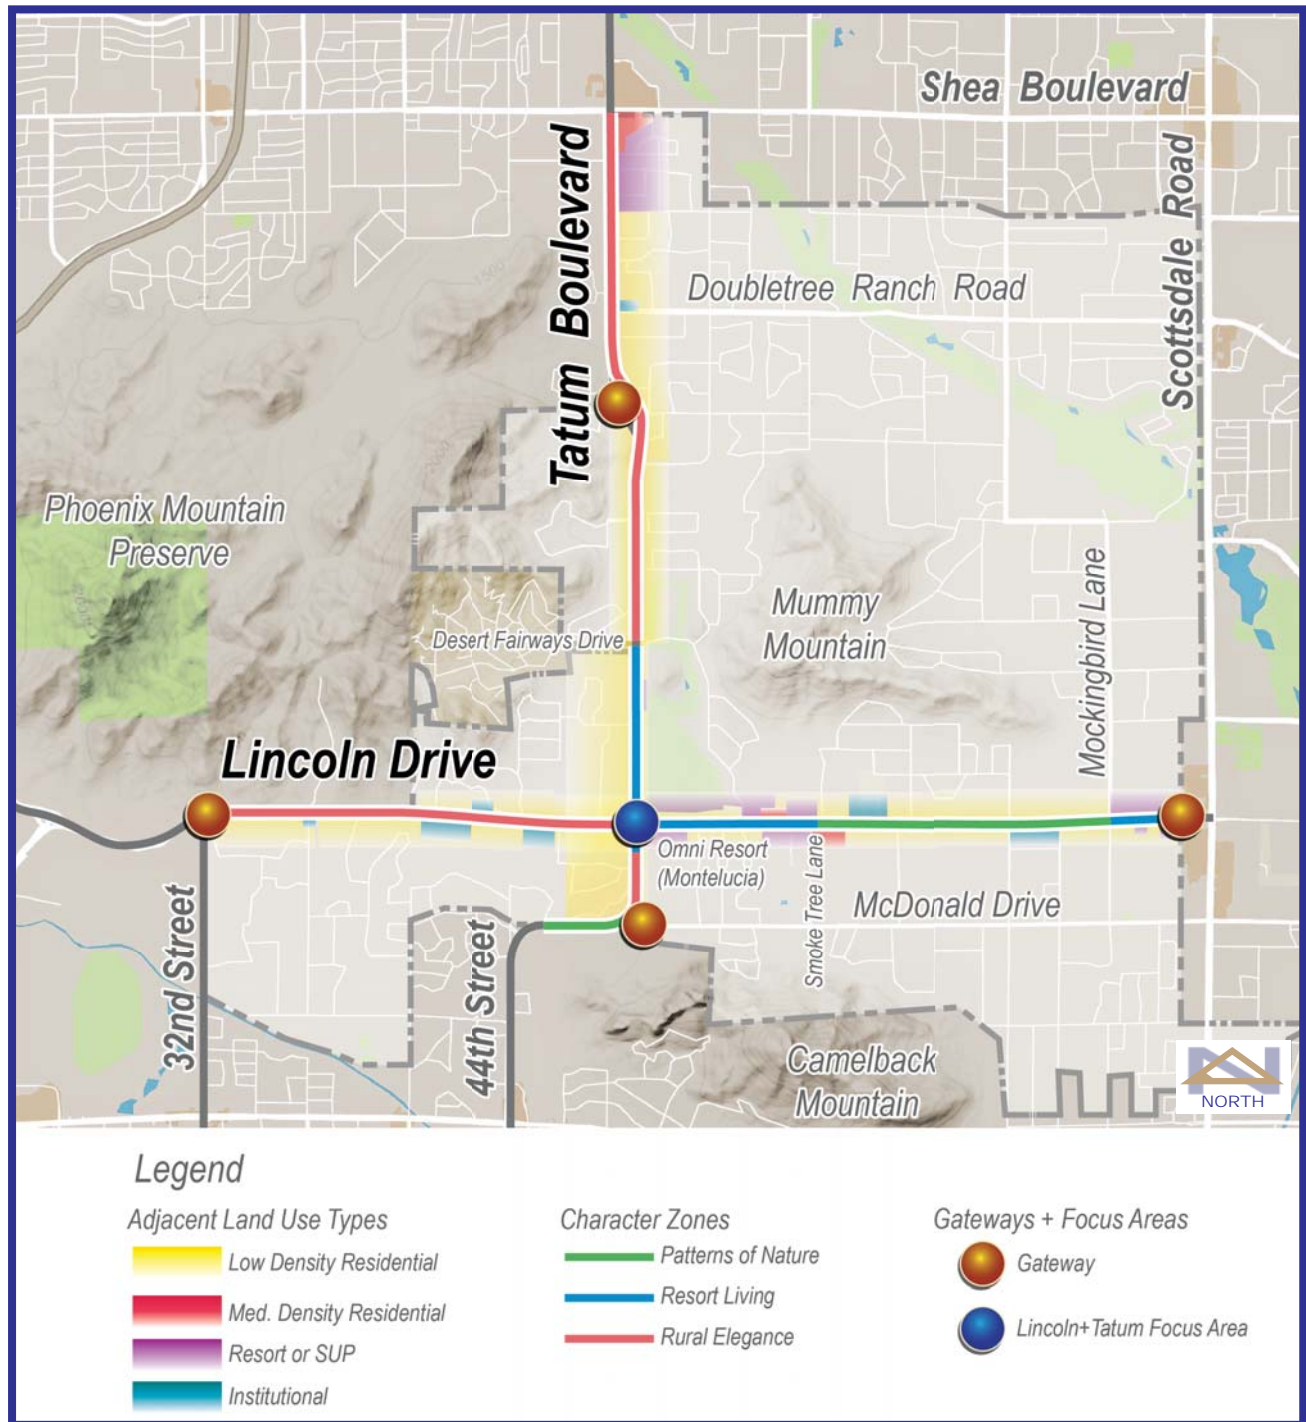 Shea Boulevard
Tatum Boulevard
Scottsdale Road
Doubletree Ranch Road
Phoenix Mountain
Preserve
Mummy
Mountain
Desert Fairways Drive
Mockingbird Lane
Lincoln Drive
Omni Resort
(Montelucia)
Smoke Tree Lane
McDonald Drive
32nd Street
44th Street
Camelback
Mountain
NORTH
Legend
Adjacent Land Use Types
Low Density Residential
Med. Density Residential
Resort or SUP
Institutional
Character Zones
Patterns of Nature
Resort Living
Rural Elegance
Gateways + Focus Areas
Gateway
Lincoln+Tatum Focus Area